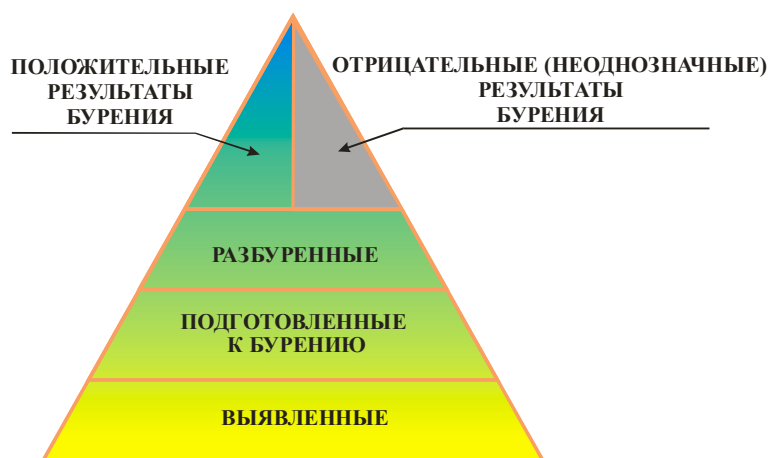 ПОЛОЖИТЕЛЬНЫЕ
РЕЗУЛЬТАТЫ
БУРЕНИЯ
ОТРИЦАТЕЛЬНЫЕ (НЕОДНОЗНАЧНЫЕ)
РЕЗУЛЬТАТЫ
БУРЕНИЯ
РАЗБУРЕННЫЕ
ПОДГОТОВЛЕННЫЕ
К БУРЕНИЮ
ВЫЯВЛЕННЫЕ